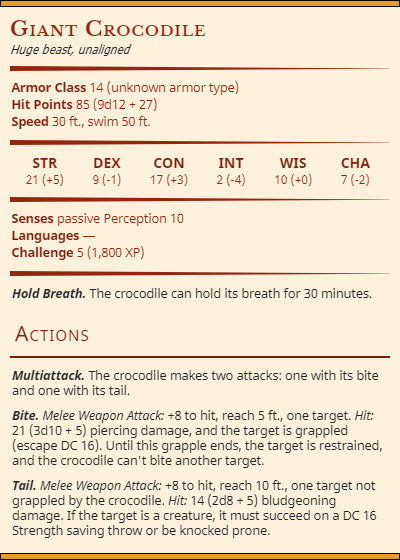 Giant Crocodile
Huge beast, unaligned
Armor Class 14 (unknown armor type)
Hit Points 85 (9d12 + 27)
Speed 30 ft., swim 50 ft.
STR DEX CON INT WIS CHA
21 (+5) 9 (-1) 17 (+3) 2 (-4) 10 (+0) 7 (-2)
Senses passive Perception 10
Languages —
Challenge 5 (1,800 XP)
Hold Breath. The crocodile can hold its breath for 30 minutes.
Actions
Multiattack. The crocodile makes two attacks: one with its bite
and one with its tail.
Bite. Melee Weapon Attack: +8 to hit, reach 5 ft., one target. Hit:
21 (3d10 + 5) piercing damage, and the target is grappled
(escape DC 16). Until this grapple ends, the target is restrained,
and the crocodile can't bite another target.
Tail. Melee Weapon Attack: +8 to hit, reach 10 ft., one target not
grappled by the crocodile. Hit: 14 (2d8 + 5) bludgeoning
damage. If the target is a creature, it must succeed on a DC 16
Strength saving throw or be knocked prone.